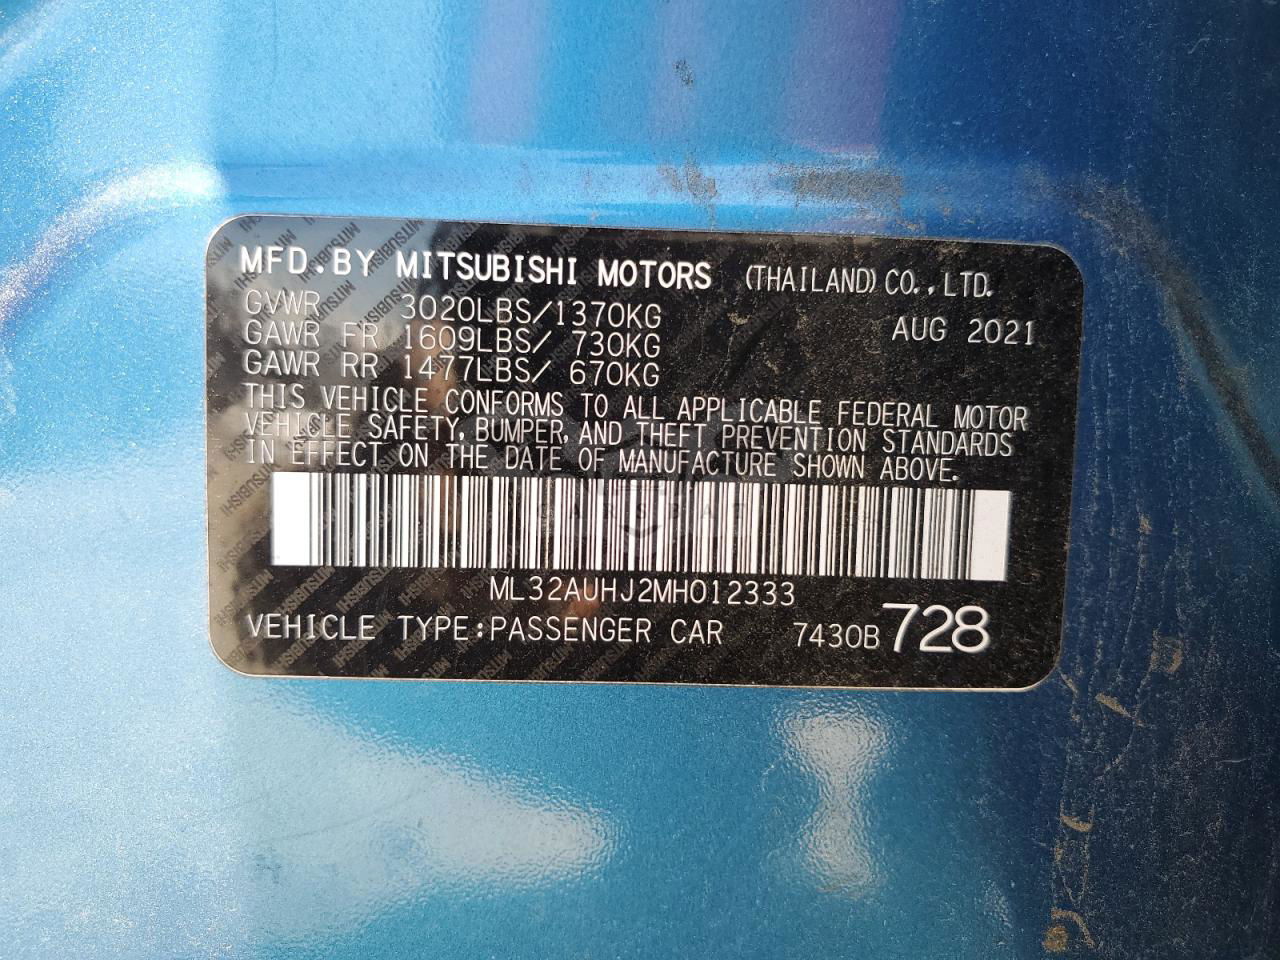 MFD.BY MITSUBISHI MOTORS (THAILAND) CO., LTD.
GVWR 3020LBS/1370KG
AUG 2021
GAWR FR 1609LBS/ 730KG
GAWR RR 1477LBS/ 670KG
THIS VEHICLE CONFORMS TO ALL APPLICABLE FEDERAL MOTOR
VEHICLE SAFETY, BUMPER, AND THEFT PREVENTION STANDARDS
IN EFFECT ON THE DATE OF MANUFACTURE SHOWN ABOVE.
ML32AUHJ2MH012333
VEHICLE TYPE:PASSENGER CAR 7430B 728